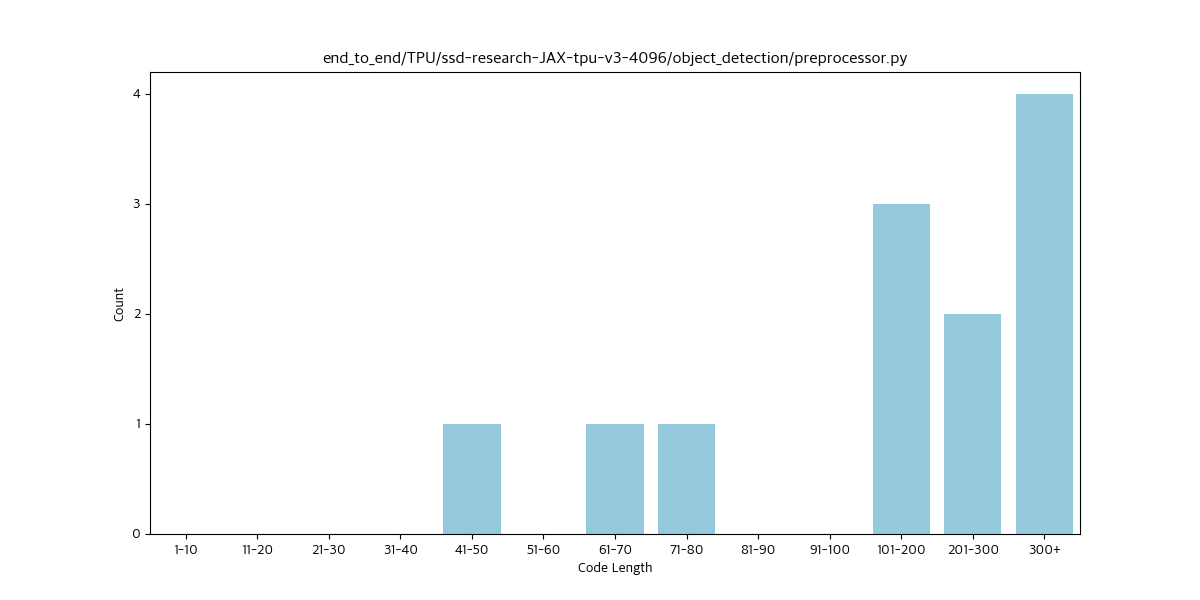 end_to_end/TPU/ssd-research-JAX-tpu-v3-4096/object_detection/preprocessor.py
4
3
2
1
0
Count
1-10 11-20 21-30 31-40 41-50 51-60 61-70 71-80 81-90 91-100 101-200 201-300 300+
Code Length